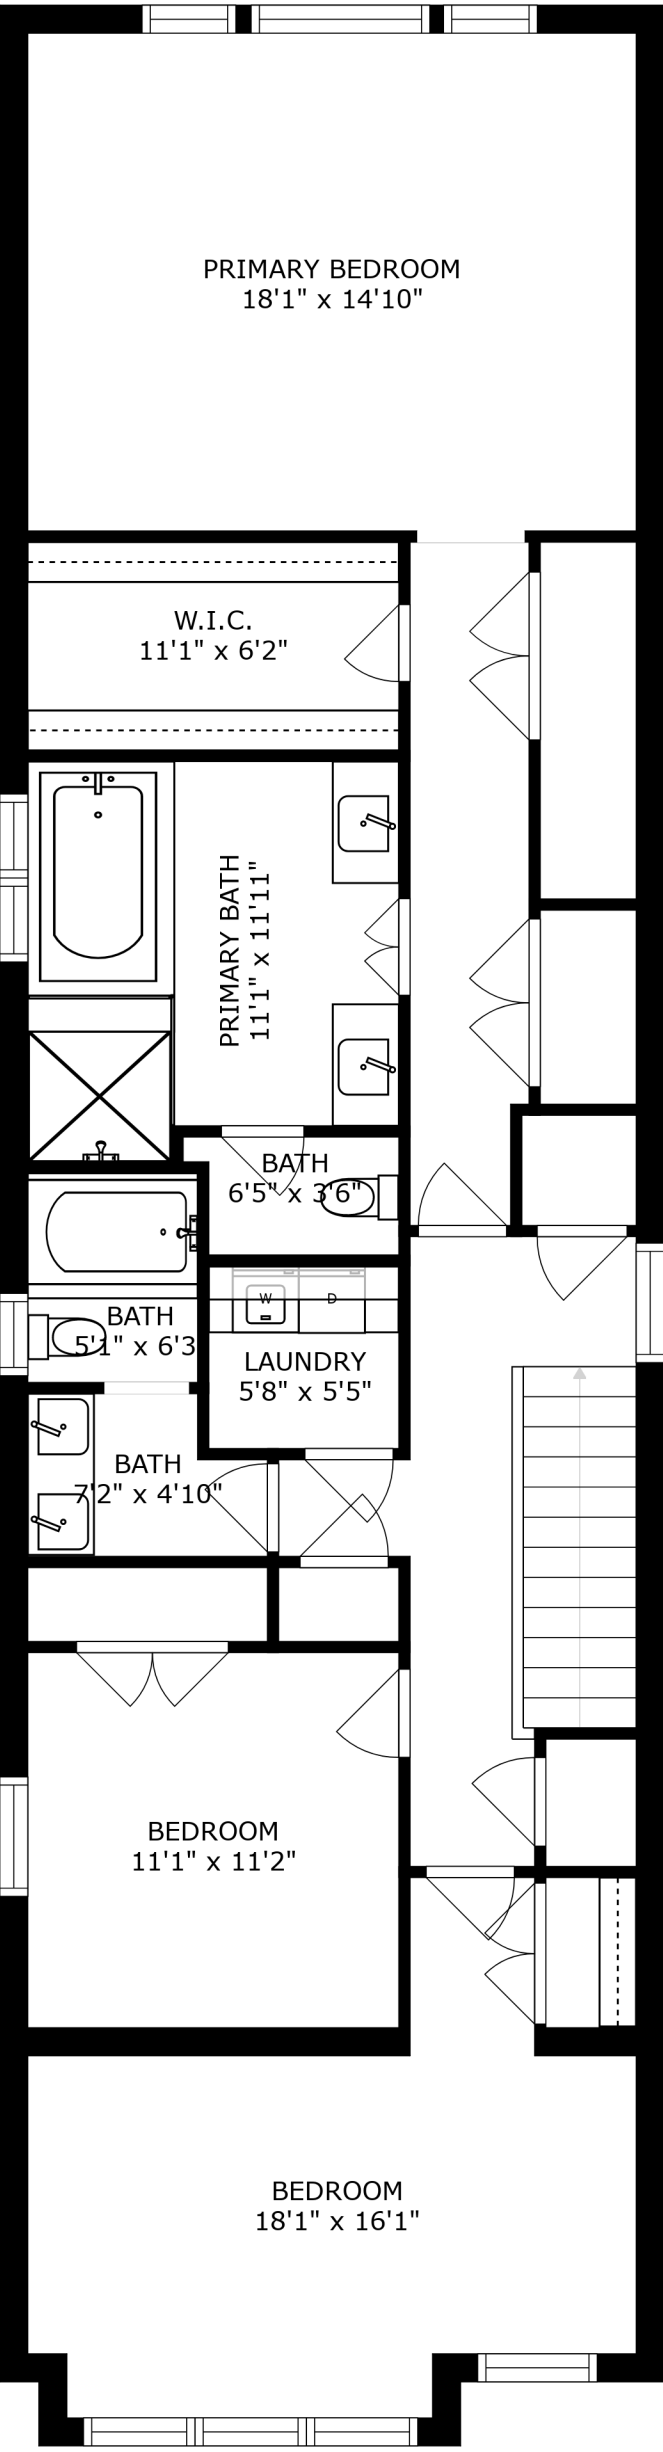 PRIMARY BEDROOM
18'1" x 14'10"
W.I.C.
11'1" x 6'2"
PRIMARY BATH
11'1" x 11'11"
BATH
6'5" x 3'6"
W D
BATH
5'1" x 6'3
LAUNDRY
5'8" x 5'5"
BATH
7'2" x 4'10"
BEDROOM
11'1" x 11'2"
BEDROOM
18'1" x 16'1"